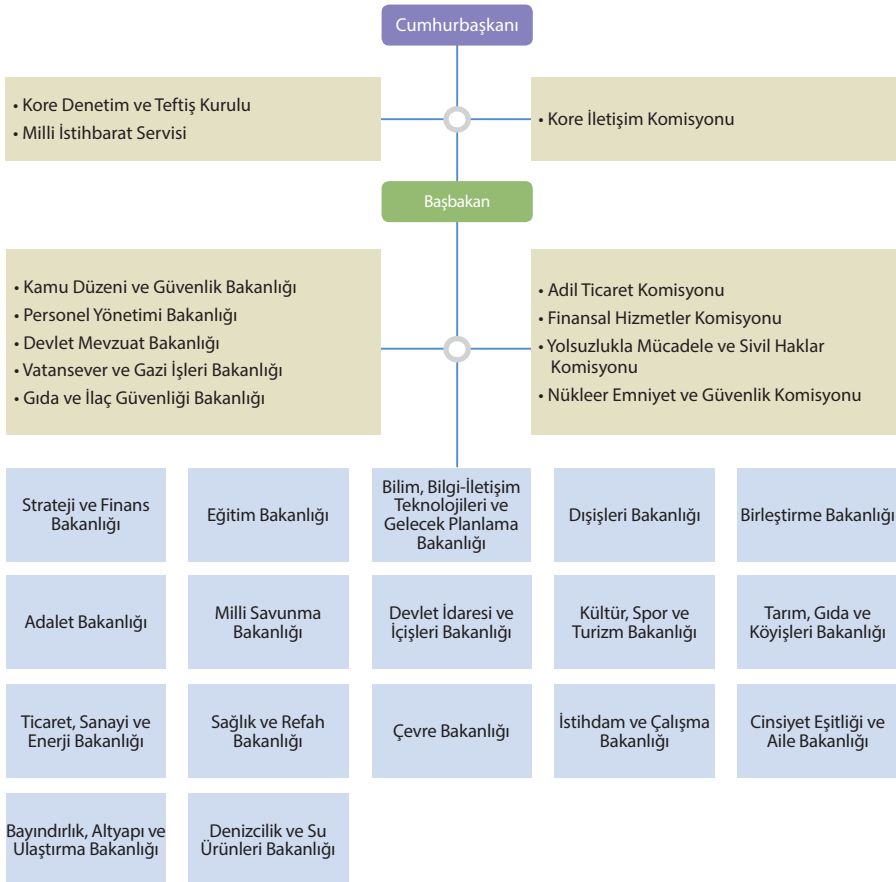 Cumhurbaşkanı
• Kore Denetim ve Teftiş Kurulu
• Milli İstihbarat Servisi
• Kore İletişim Komisyonu
Başbakan
• Kamu Düzeni ve Güvenlik Bakanlığı
• Personel Yönetimi Bakanlığı
• Devlet Mevzuat Bakanlığı
• Vatansever ve Gazi İşleri Bakanlığı
• Gıda ve İlaç Güvenliği Bakanlığı
• Adil Ticaret Komisyonu
• Finansal Hizmetler Komisyonu
• Yolsuzlukla Mücadele ve Sivil Haklar
Komisyonu
• Nükleer Emniyet ve Güvenlik Komisyonu
Strateji ve Finans
Bakanlığı
Eğitim Bakanlığı
Bilim, Bilgi-İletişim
Teknolojileri ve
Gelecek Planlama
Bakanlığı
Dışişleri Bakanlığı
Birleştirme Bakanlığı
Adalet Bakanlığı
Milli Savunma
Bakanlığı
Devlet İdaresi ve
İçişleri Bakanlığı
Kültür, Spor ve
Turizm Bakanlığı
Tarım, Gıda ve
Köyişleri Bakanlığı
Ticaret, Sanayi ve
Enerji Bakanlığı
Sağlık ve Refah
Bakanlığı
Çevre Bakanlığı
İstihdam ve Çalışma
Bakanlığı
Cinsiyet Eşitliği ve
Aile Bakanlığı
Bayındırlık, Altyapı ve
Ulaştırma Bakanlığı
Denizcilik ve Su
Ürünleri Bakanlığı